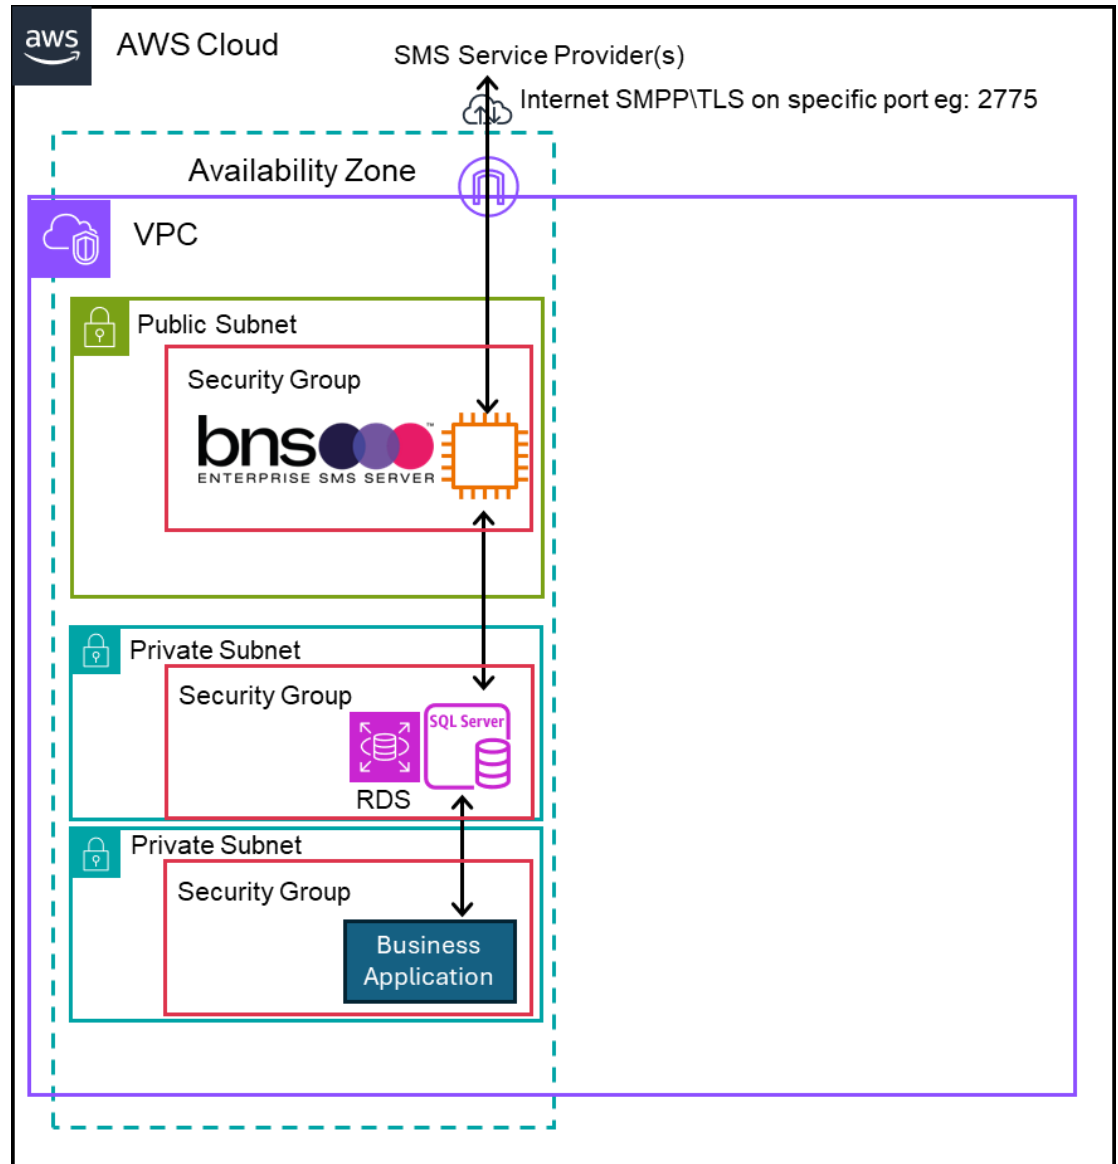 aws
AWS Cloud
SMS Service Provider(s)
Internet SMPP\TLS on specific port eg: 2775
Availability Zone
VPC
Public Subnet
Security Group
bns™
ENTERPRISE SMS SERVER
Private Subnet
Security Group
SQL Server
RDS
Private Subnet
Security Group
Business
Application